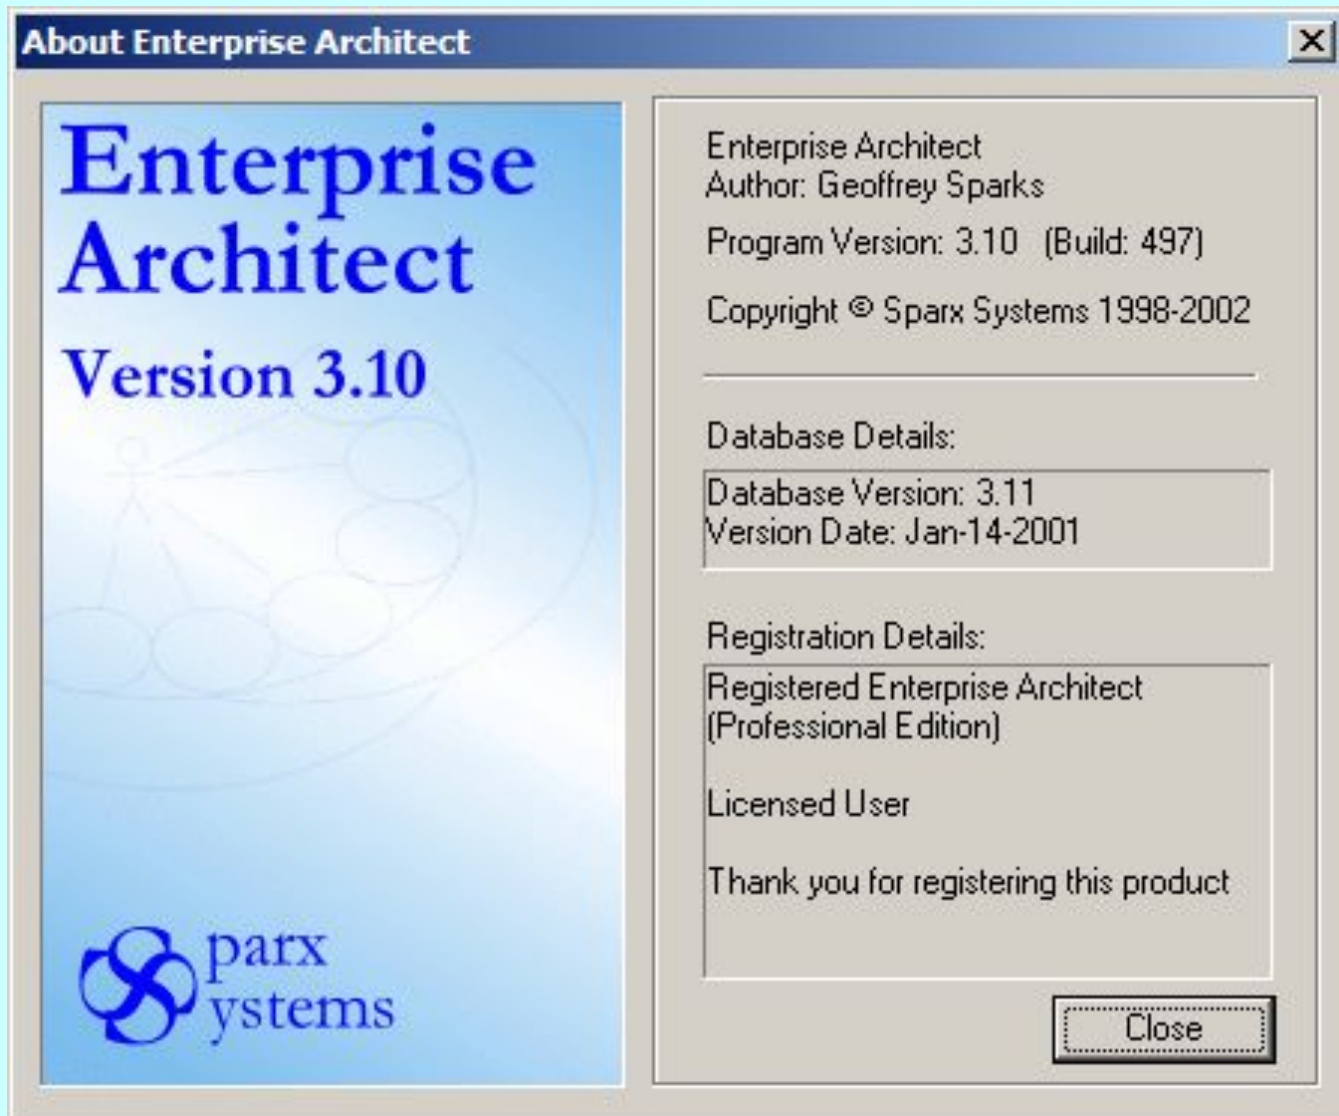 About Enterprise Architect
Enterprise
Architect
Version 3.10
parx
ystems
Enterprise Architect
Author: Geoffrey Sparks
Program Version: 3.10 (Build: 497)
Copyright © Sparx Systems 1998-2002
Database Details:
Database Version: 3.11
Version Date: Jan-14-2001
Registration Details:
Registered Enterprise Architect
(Professional Edition)
Licensed User
Thank you for registering this product
Close